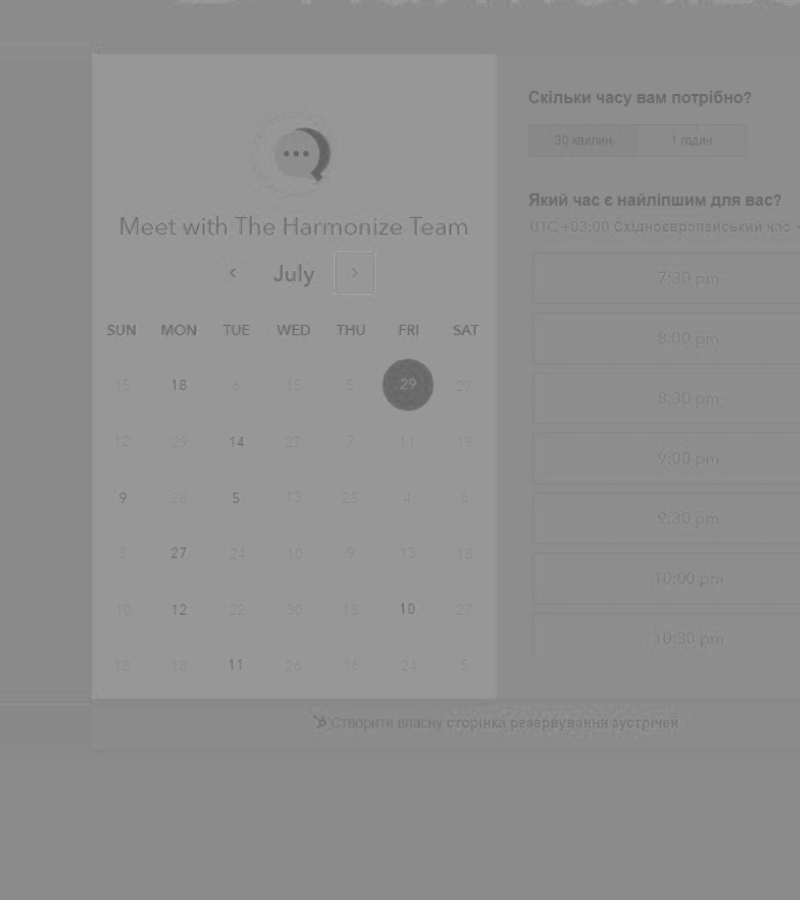 Meet with The Harmonize Team
July
SUN MON TUE WED THU FRI SAT
15 18 6 15 5 29 27
12 29 14 27 7 11 19
9 28 5 13 25 4 6
8 27 24 10 9 13 18
10 12 22 30 18 10 27
18 18 11 26 16 24 5
Скільки часу вам потрібно?
30 хвилин 1 годин
Який час є найліпшим для вас?
UTC +03:00 Східноєвропейський час
7:30 pm
8:00 pm
8:30 pm
9:00 pm
9:30 pm
10:00 pm
10:30 pm
Створити власну сторінка резервування зустрічей